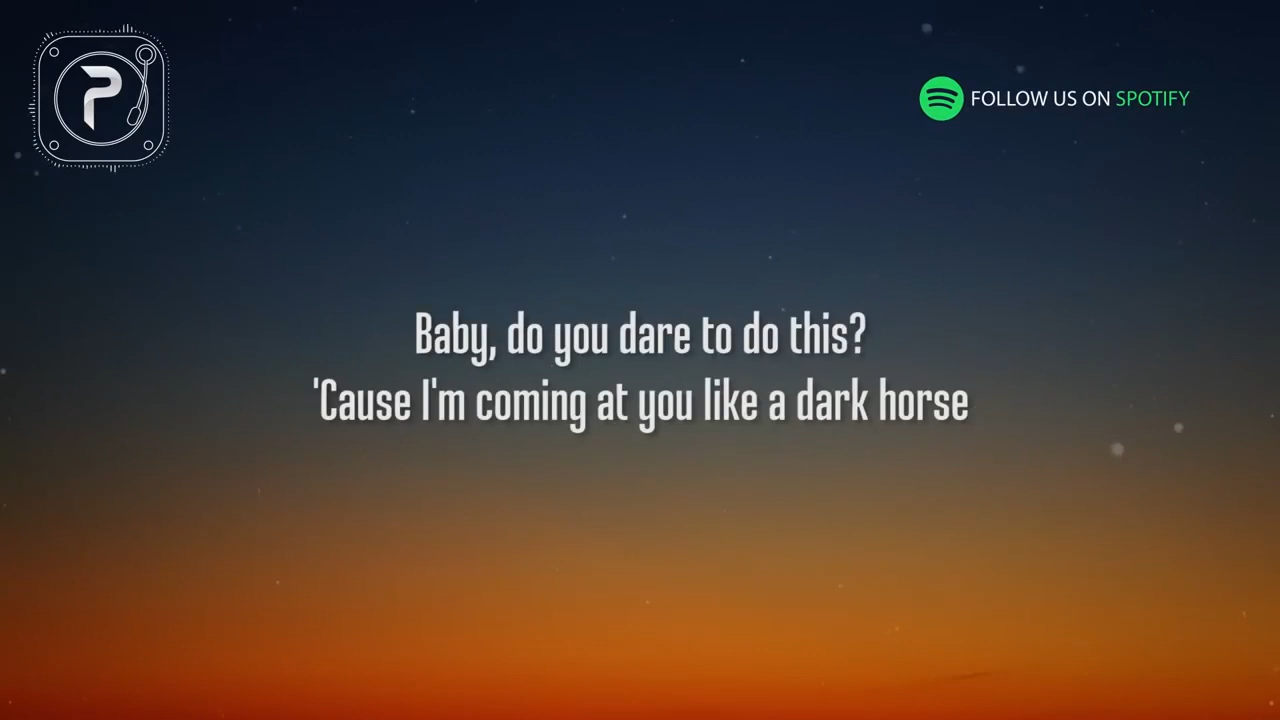 P
FOLLOW US ON SPOTIFY
Baby, do you dare to do this?
'Cause I'm coming at you like a dark horse